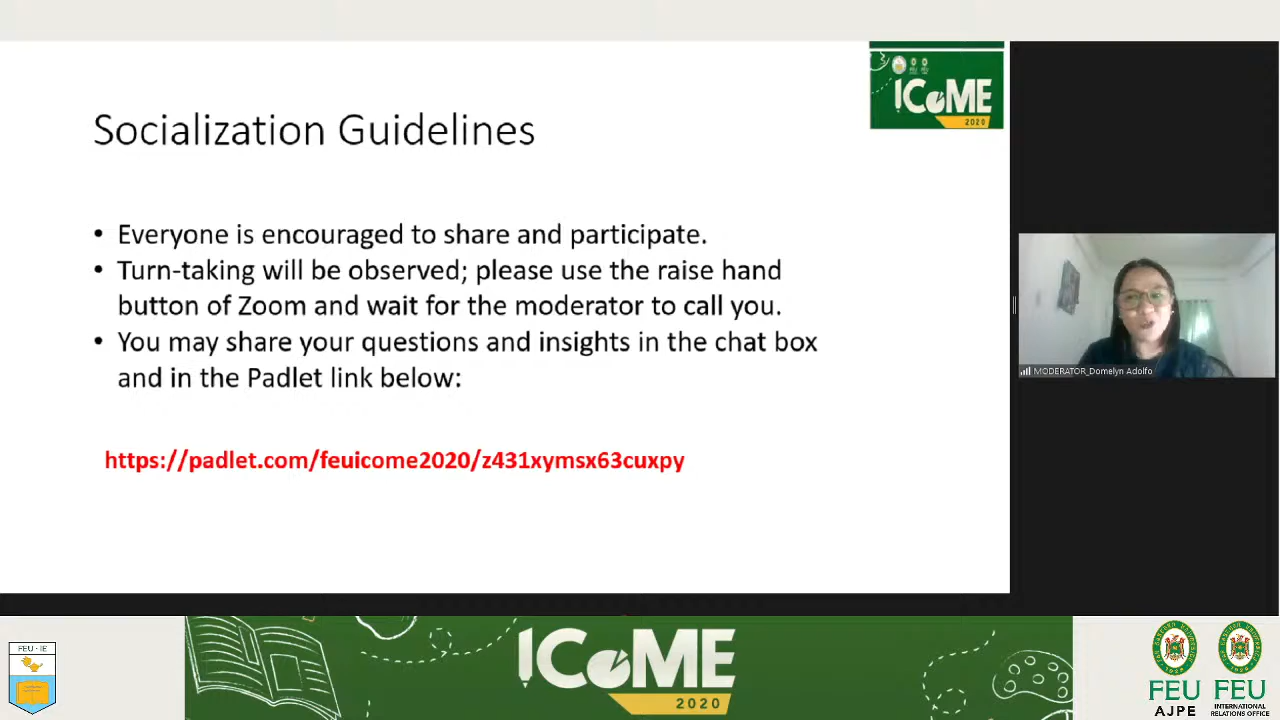 ICoME
2020
Socialization Guidelines
• Everyone is encouraged to share and participate.
• Turn-taking will be observed; please use the raise hand
button of Zoom and wait for the moderator to call you.
• You may share your questions and insights in the chat box
and in the Padlet link below:
https://padlet.com/feuicome2020/z431xymsx63cuxpy
MODERATOR_Domelyn Adolfo
FEU - IE
ICoME
2020
FEU
AJPE
FEU
INTERNATIONAL
RELATIONS OFFICE